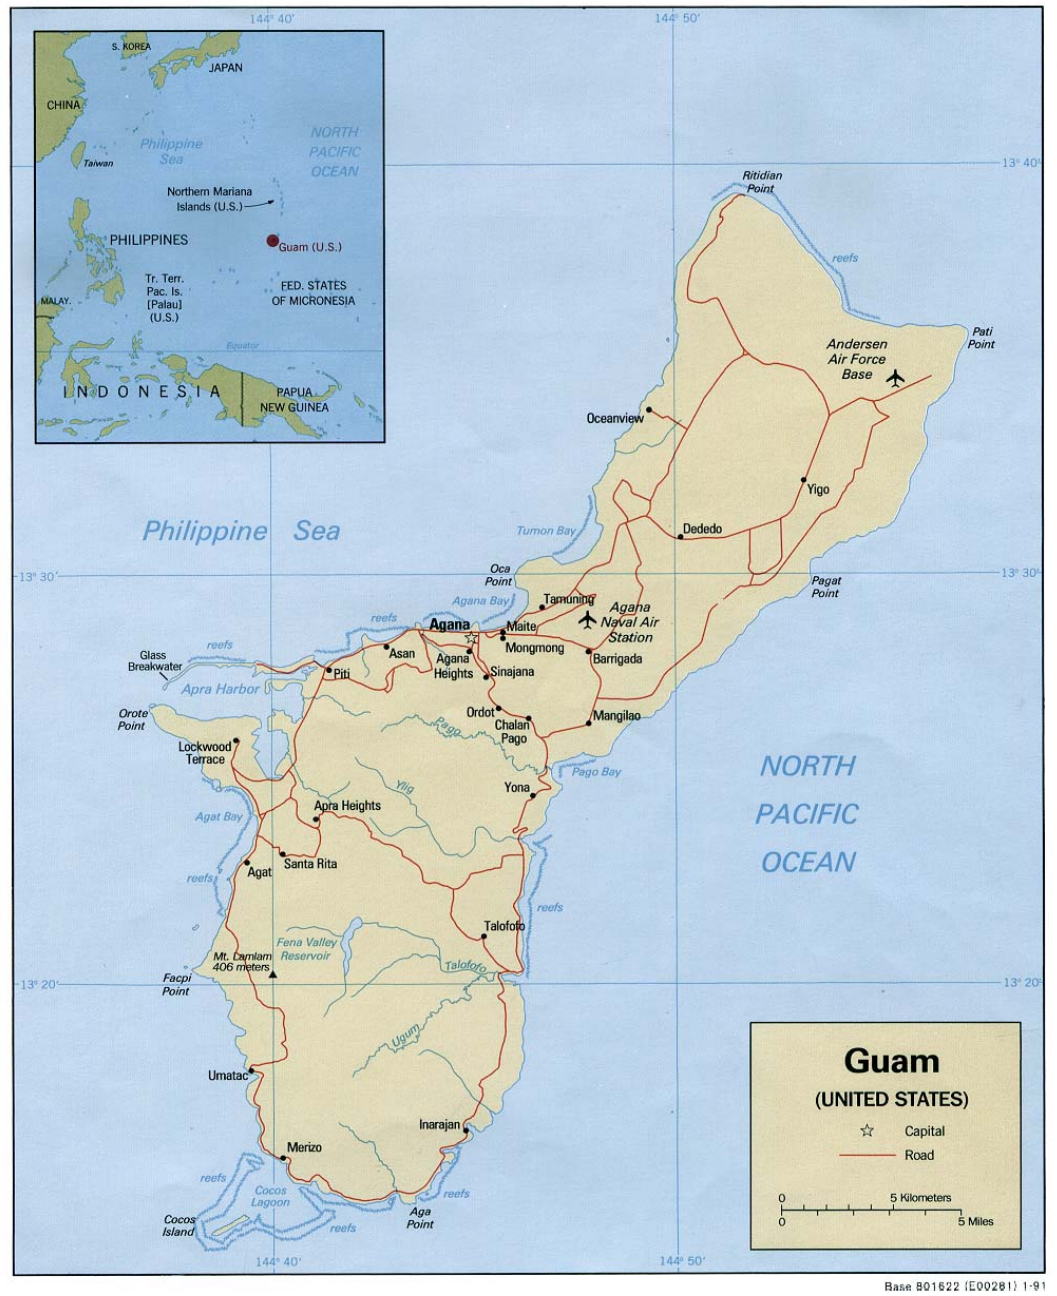 144° 40'
144° 50'
S. KOREA
JAPAN
CHINA
Philippine
Sea
NORTH
PACIFIC
OCEAN
Taiwan
Northern Mariana
Islands (U.S.)
PHILIPPINES
Guam (U.S.)
Tr. Terr.
Pac. Is.
[Palau]
(U.S.)
FED. STATES
OF MICRONESIA
MALAY.
Equator
INDONESIA
PAPUA
NEW GUINEA
13° 40'
Ritidian
Point
reefs
Pati
Point
Andersen
Air Force
Base
Oceanview
Yigo
Philippine Sea
Tumon Bay
Dededo
13° 30'
13° 30'
Oca
Point
Pagat
Point
Agana Bay
Tamuning
Agana
Naval Air
Station
reefs
Agana
Maite
Mongmong
Barrigada
reefs
Glass
Breakwater
Asan
Agana
Heights
Piti
Sinajana
Apra Harbor
Orote
Point
Ordot
Chalan
Pago
Mangilao
Pago
Lockwood
Terrace
Pago Bay
NORTH
PACIFIC
OCEAN
Ylig
Yona
Apra Heights
Agat Bay
Santa Rita
Agat
reefs
reefs
Talofofo
Fena Valley
Reservoir
Mt. Lamlam
406 meters
Talofofo
Facpi
Point
13° 20'
13° 20'
Ugum
Umatac
Inarajan
Merizo
reefs
Cocos
Lagoon
reefs
Cocos
Island
reefs
Aga
Point
Guam
(UNITED STATES)
Capital
Road
0 5 Kilometers
0 5 Miles
144° 40'
144° 50'
Base 801622 (E00281) 1-91